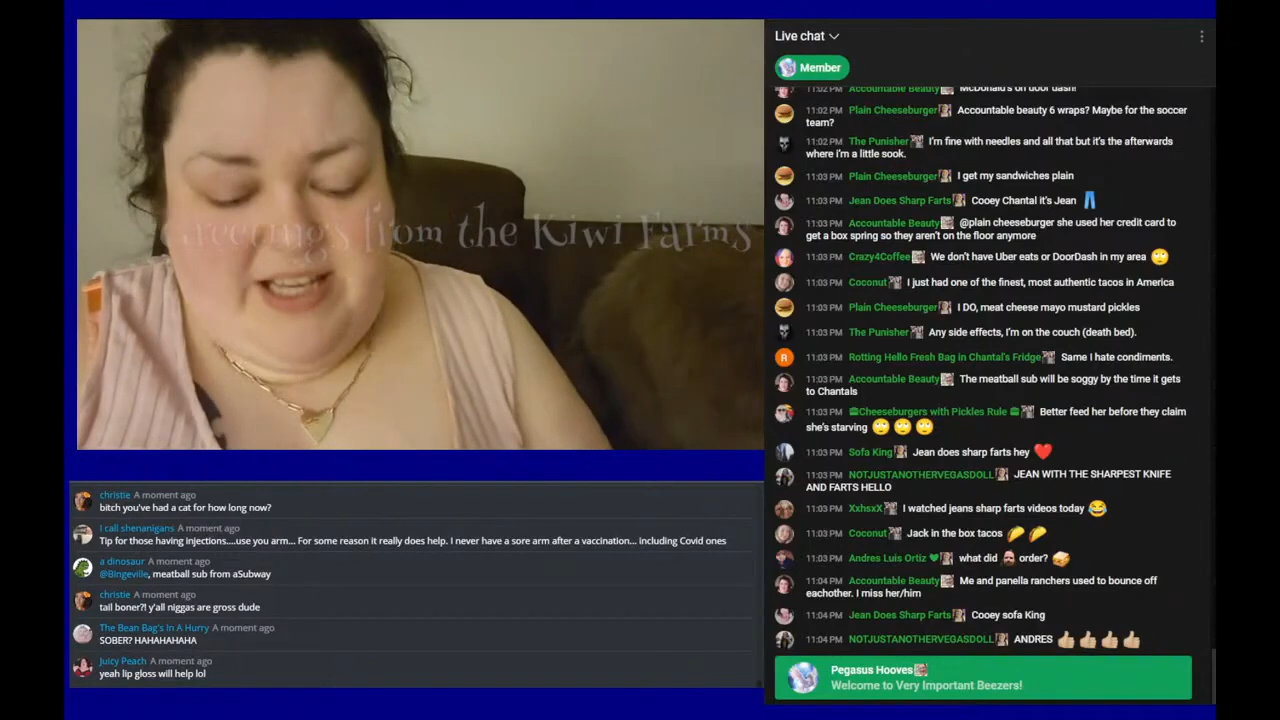 Greetings from the Kiwi Farms
christie A moment ago
bitch you've had a cat for how long now?
I call shenanigans A moment ago
Tip for those having injections....use you arm... For some reason it really does help. I never have a sore arm after a vaccination... including Covid ones
a dinosaur A moment ago
@Bingeville, meatball sub from aSubway
christie A moment ago
tail boner?! y'all niggas are gross dude
The Bean Bag's In A Hurry A moment ago
SOBER? HAHAHAHAHA
Juicy Peach A moment ago
yeah lip gloss will help lol
Live chat
Member
11:02 PM Accountable Beauty McDonald's on door dash!
11:02 PM Plain Cheeseburger Accountable beauty 6 wraps? Maybe for the soccer
team?
11:02 PM The Punisher I'm fine with needles and all that but it's the afterwards
where i'm a little sook.
11:03 PM Plain Cheeseburger I get my sandwiches plain
11:03 PM Jean Does Sharp Farts Cooey Chantal it's Jean
11:03 PM Accountable Beauty @plain cheeseburger she used her credit card to
get a box spring so they aren't on the floor anymore
11:03 PM Crazy4Coffee We don't have Uber eats or DoorDash in my area
11:03 PM Coconut I just had one of the finest, most authentic tacos in America
11:03 PM Plain Cheeseburger I DO, meat cheese mayo mustard pickles
11:03 PM The Punisher Any side effects, I'm on the couch (death bed).
R
11:03 PM Rotting Hello Fresh Bag in Chantal's Fridge Same I hate condiments.
11:03 PM Accountable Beauty The meatball sub will be soggy by the time it gets
to Chantals
11:03 PM Cheeseburgers with Pickles Rule Better feed her before they claim
she's starving
11:03 PM Sofa King Jean does sharp farts hey
11:03 PM NOTJUSTANOTHERVEGASDOLL JEAN WITH THE SHARPEST KNIFE
AND FARTS HELLO
11:03 PM XxhsxX I watched jeans sharp farts videos today
11:03 PM Coconut Jack in the box tacos
11:03 PM Andres Luis Ortiz what did order?
11:04 PM Accountable Beauty Me and panella ranchers used to bounce off
eachother. I miss her/him
11:04 PM Jean Does Sharp Farts Cooey sofa King
11:04 PM NOTJUSTANOTHERVEGASDOLL ANDRES
Pegasus Hooves
Welcome to Very Important Beezers!